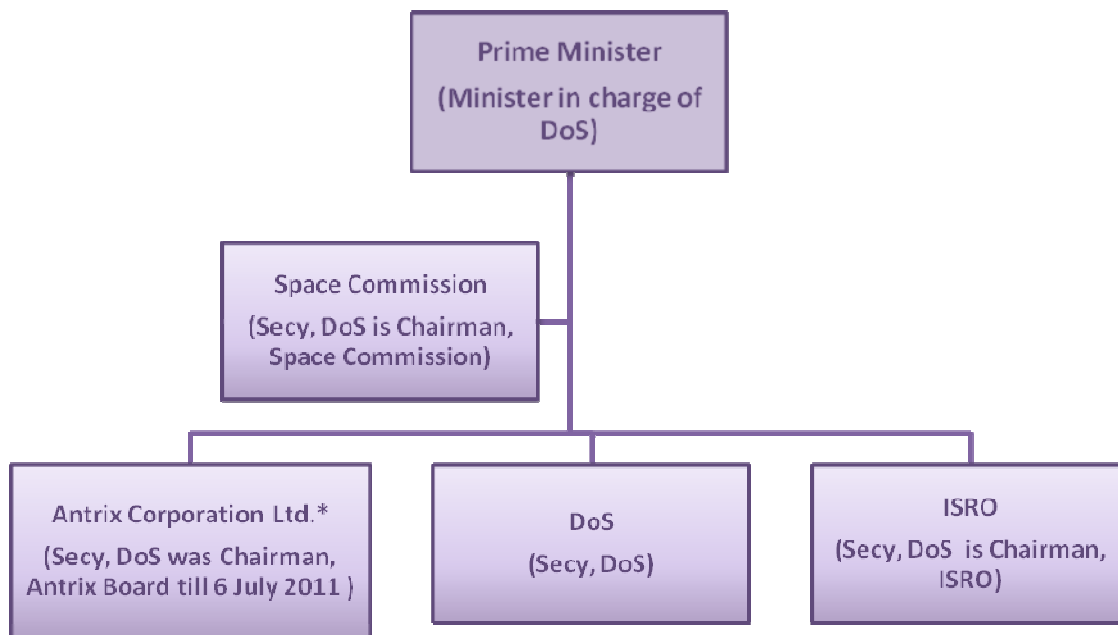 Prime Minister
(Minister in charge of
DoS)
Space Commission
(Secy, DoS is Chairman,
Space Commission)
Antrix Corporation Ltd.*
(Secy, DoS was Chairman,
Antrix Board till 6 July 2011 )
DoS
(Secy, DoS)
ISRO
(Secy, DoS is Chairman,
ISRO)